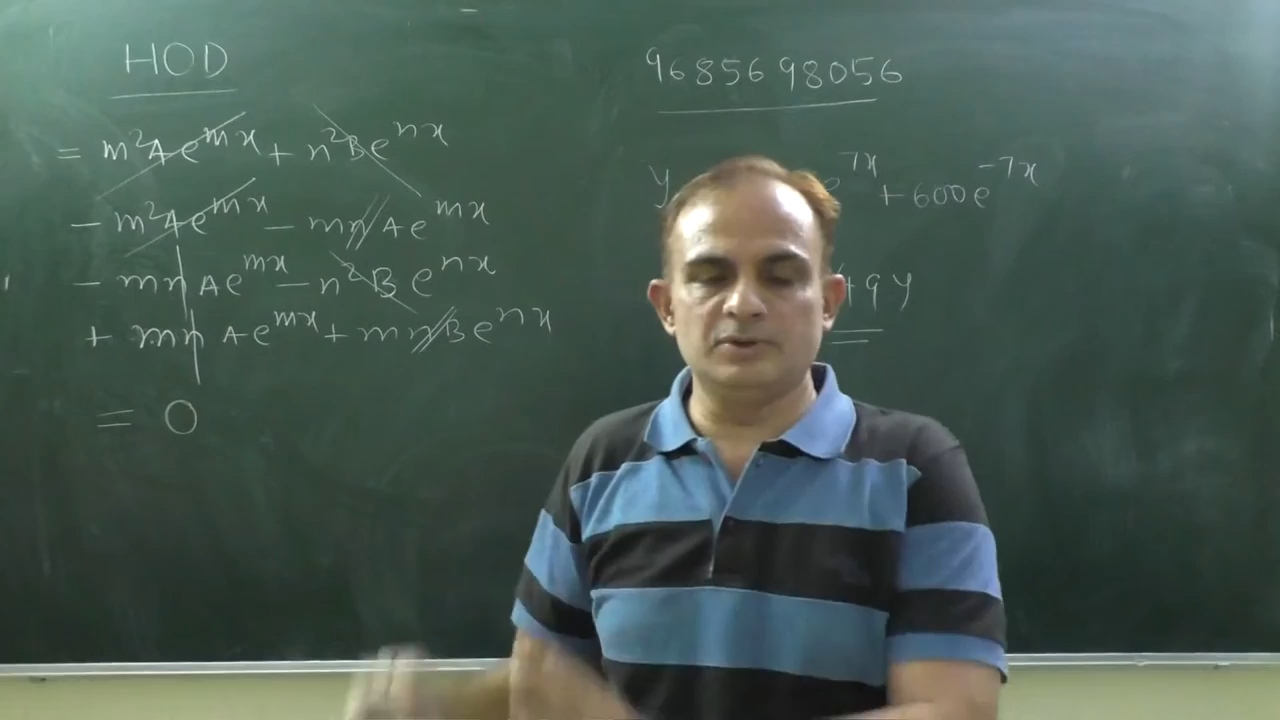 HOD
= m²Ae^{mx} + n²Be^{nx}
- m²Ae^{mx} - mnAe^{mx}
- mnAe^{mx} - n²Be^{nx}
+ mnAe^{mx} + mnBe^{nx}
= 0
9685698056
y e^{7x} + 600e^{-7x}
49y